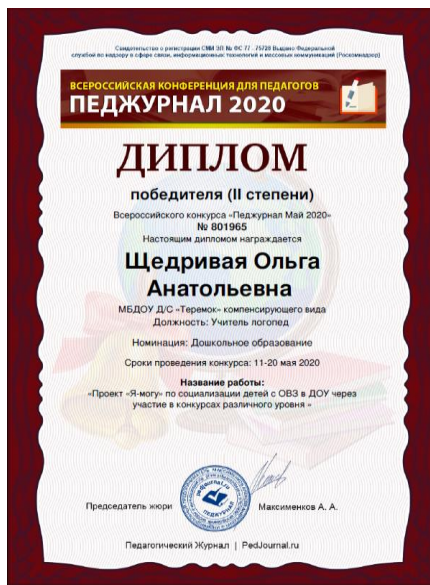 Свидетельство о регистрации СМИ ЭЛ № ФС 77 - 75728 Выдано Федеральной
службой по надзору в сфере связи, информационных технологий и массовых коммуникаций (Роскомнадзор)
ВСЕРОССИЙСКАЯ КОНФЕРЕНЦИЯ ДЛЯ ПЕДАГОГОВ
ПЕДЖУРНАЛ 2020
ДИПЛОМ
победителя (II степени)
Всероссийского конкурса «Педжурнал Май 2020»
№ 801965
Настоящим дипломом награждается
Щедривая Ольга
Анатольевна
МБДОУ Д/С «Теремок» компенсирующего вида
Должность: Учитель логопед
Номинация: Дошкольное образование
Сроки проведения конкурса: 11-20 мая 2020
Название работы:
«Проект «Я-могу» по социализации детей с ОВЗ в ДОУ через
участие в конкурсах различного уровня »
pedjournal.ru
ПЕДЖУРНАЛ
Председатель жюри
Максименков А. А.
Педагогический Журнал | PedJournal.ru